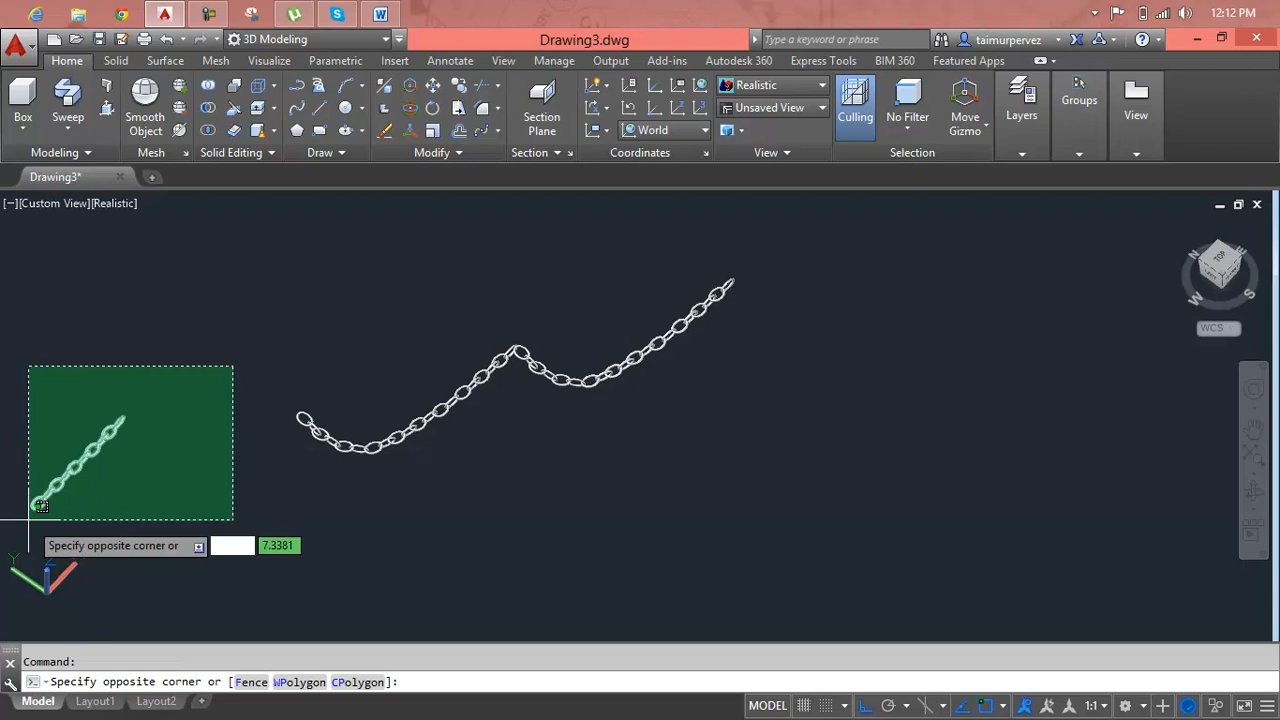 12:12 PM
3D Modeling
Drawing3.dwg
Type a keyword or phrase
taimurpervez
Home Solid Surface Mesh Visualize Parametric Insert Annotate View Manage Output Add-ins Autodesk 360 Express Tools BIM 360 Featured Apps
Realistic
Unsaved View
World
Box Sweep Smooth Object Section Plane Culling No Filter Move Gizmo Layers Groups View
Modeling Mesh Solid Editing Draw Modify Section Coordinates View Selection
Drawing3*
[−][Custom View][Realistic]
TOP
N E
W S
WCS
Specify opposite corner or 7.3381
Y Z
Command:
Specify opposite corner or [Fence WPolygon CPolygon]:
Model Layout1 Layout2 MODEL 1:1